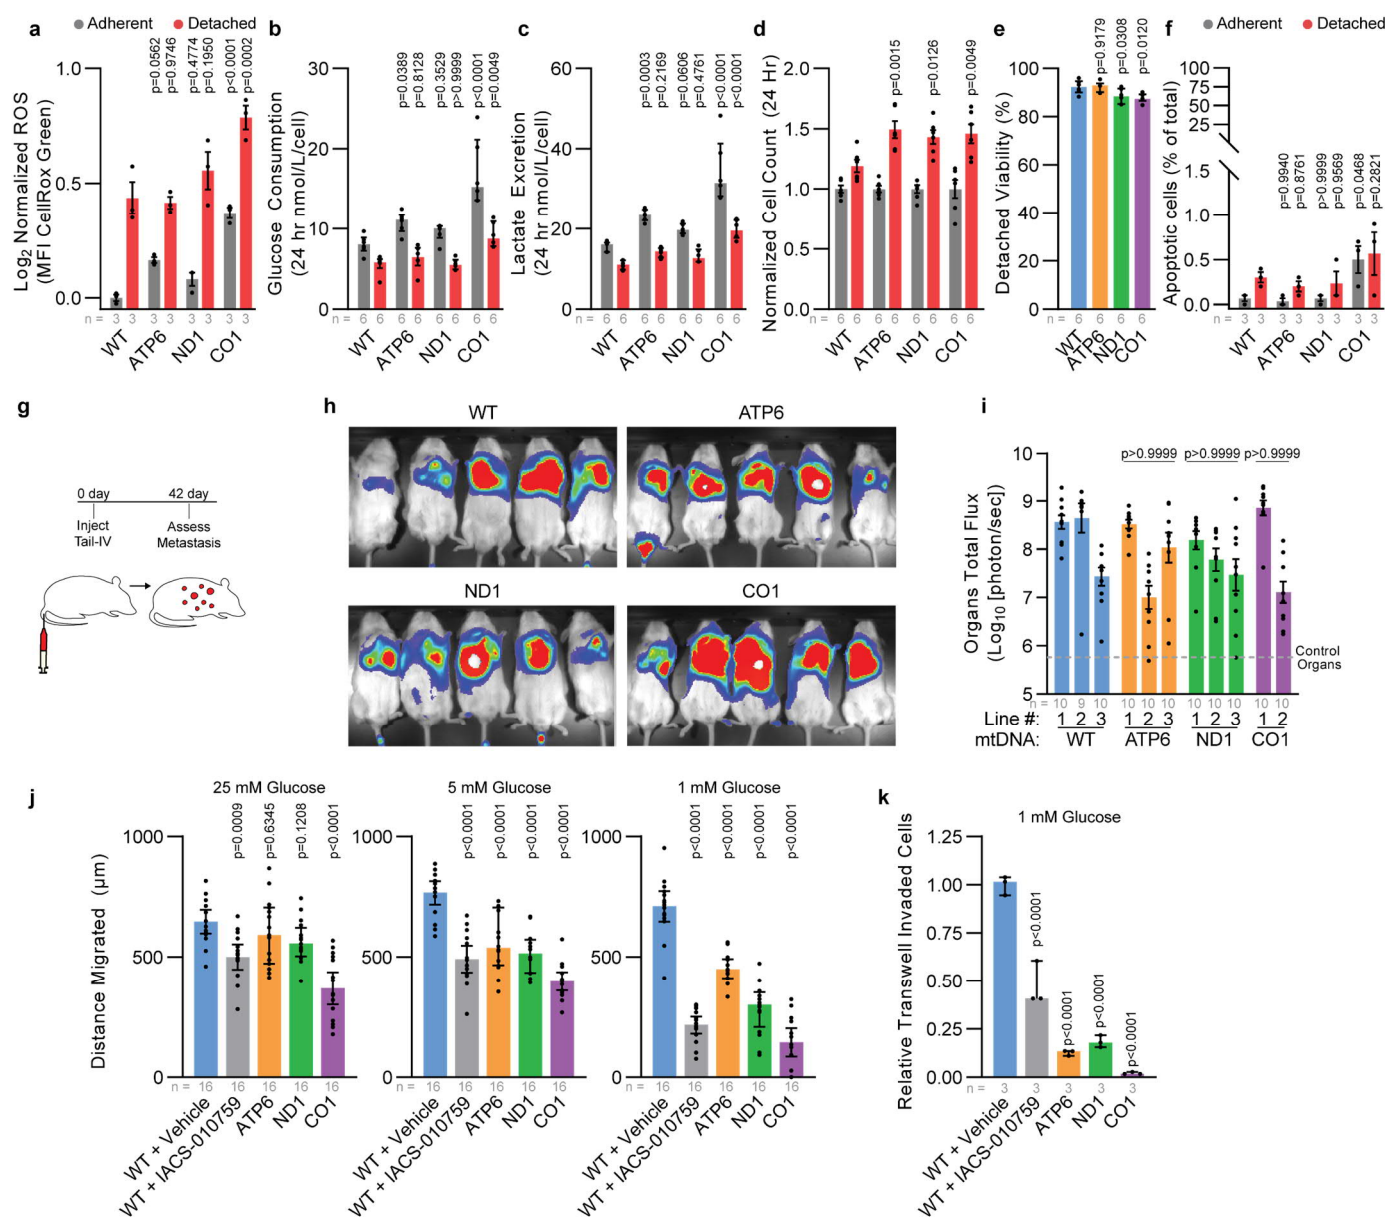 Adherent Detached
a
p=0.0562
p=0.9746
p=0.4774
p=0.1950
p<0.0001
p=0.0002
Log2 Normalized ROS
(MFI CellRox Green)
1.0
0.5
0.0
n = 3 3 3 3 3 3 3 3
WT ATP6 ND1 CO1
b
p=0.0389
p=0.8128
p=0.3529
p>0.9999
p<0.0001
p=0.0049
Glucose Consumption
(24 hr nmol/L/cell)
30
20
10
0
n = 6 6 6 6 6 6 6 6
WT ATP6 ND1 CO1
c
p=0.0003
p=0.2169
p=0.0606
p=0.4761
p<0.0001
p<0.0001
Lactate Excretion
(24 hr nmol/L/cell)
60
40
20
0
n = 6 6 6 6 6 6 6 6
WT ATP6 ND1 CO1
d
p=0.0015
p=0.0126
p=0.0049
Normalized Cell Count (24 Hr)
2.0
1.5
1.0
0.5
0.0
n = 6 6 6 6 6 6 6 6
WT ATP6 ND1 CO1
e
p=0.9179
p=0.0308
p=0.0120
Detached Viability (%)
100
80
60
40
20
0
n = 6 6 6 6
WT
ATP6
ND1
CO1
f
Adherent Detached
p=0.9940
p=0.8761
p>0.9999
p=0.9569
p=0.0468
p=0.2821
Apoptic cells (% of total)
100
75
50
25
1.5
1.0
0.5
0.0
n = 3 3 3 3 3 3 3 3
WT ATP6 ND1 CO1
g
0 day 42 day
Inject Assess
Tail-IV Metastasis
h
WT ATP6
ND1 CO1
i
p>0.9999 p>0.9999 p>0.9999
Organs Total Flux
(Log10 [photon/sec])
10
9
8
7
6
5
Control
Organs
n = 10 9 10 10 10 10 10 10 10 10 10
Line #: 1 2 3 1 2 3 1 2 3 1 2
mtDNA: WT ATP6 ND1 CO1
j
Distance Migrated (µm)
25 mM Glucose
p=0.0009
p=0.6345
p=0.1208
p<0.0001
1000
500
0
n = 16 16 16 16 16
WT + Vehicle
WT + IACS-010759
ATP6
ND1
CO1
5 mM Glucose
p<0.0001
p<0.0001
p<0.0001
p<0.0001
1000
500
0
16 16 16 16 16
WT + Vehicle
WT + IACS-010759
ATP6
ND1
CO1
1 mM Glucose
p<0.0001
p<0.0001
p<0.0001
p<0.0001
1000
500
0
16 16 16 16 16
WT + Vehicle
WT + IACS-010759
ATP6
ND1
CO1
k
1 mM Glucose
Relative Transwell Invaded Cells
1.25
1.00
0.75
0.50
0.25
0.00
p<0.0001
p<0.0001
p<0.0001
p<0.0001
n = 3 3 3 3 3
WT + Vehicle
WT + IACS-010759
ATP6
ND1
CO1